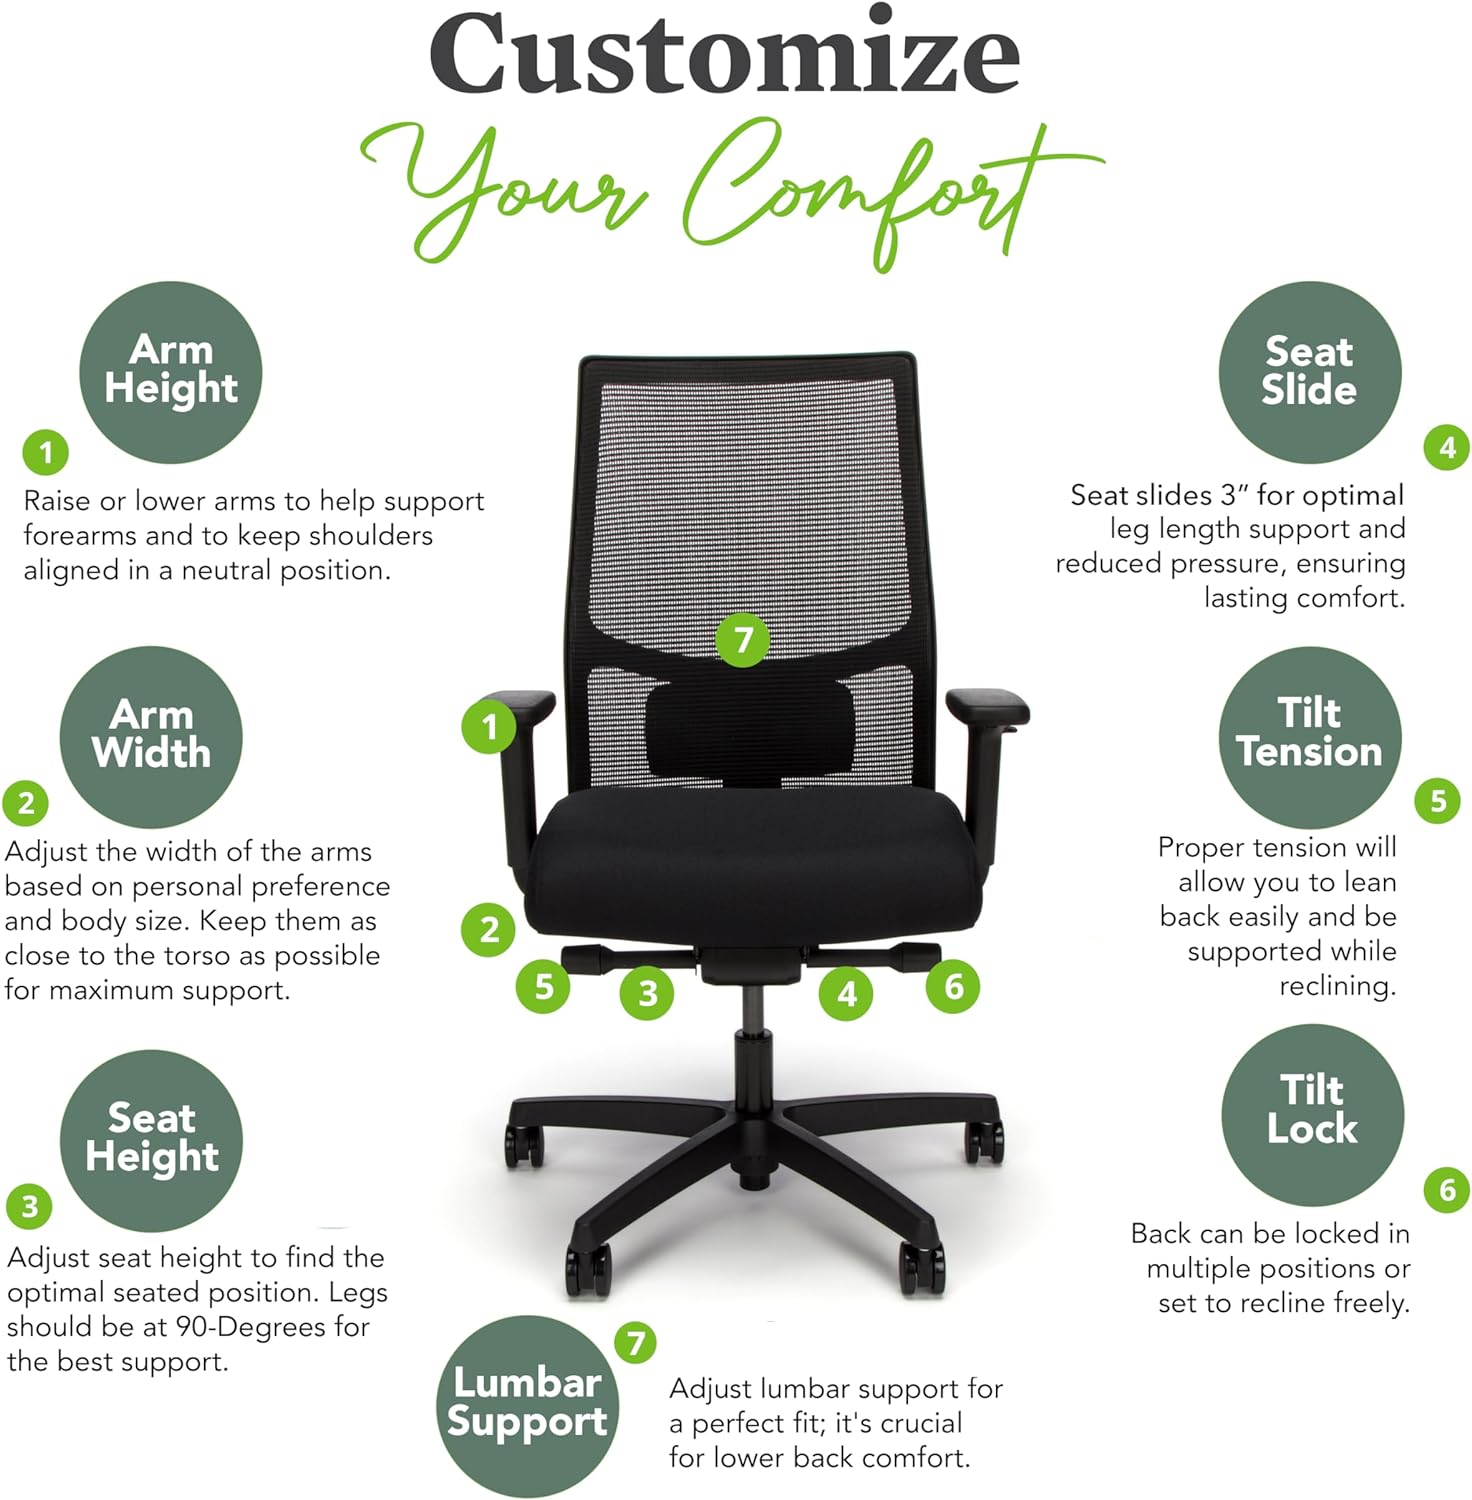 Customize
Your Comfort
Arm
Height
1
Raise or lower arms to help support
forearms and to keep shoulders
aligned in a neutral position.
Arm
Width
2
Adjust the width of the arms
based on personal preference
and body size. Keep them as
close to the torso as possible
for maximum support.
Seat
Height
3
Adjust seat height to find the
optimal seated position. Legs
should be at 90-Degrees for
the best support.
7
1
2
5
3
4
6
Seat
Slide
4
Seat slides 3” for optimal
leg length support and
reduced pressure, ensuring
lasting comfort.
Tilt
Tension
5
Proper tension will
allow you to lean
back easily and be
supported while
reclining.
Tilt
Lock
6
Back can be locked in
multiple positions or
set to recline freely.
Lumbar
Support
7
Adjust lumbar support for
a perfect fit; it's crucial
for lower back comfort.